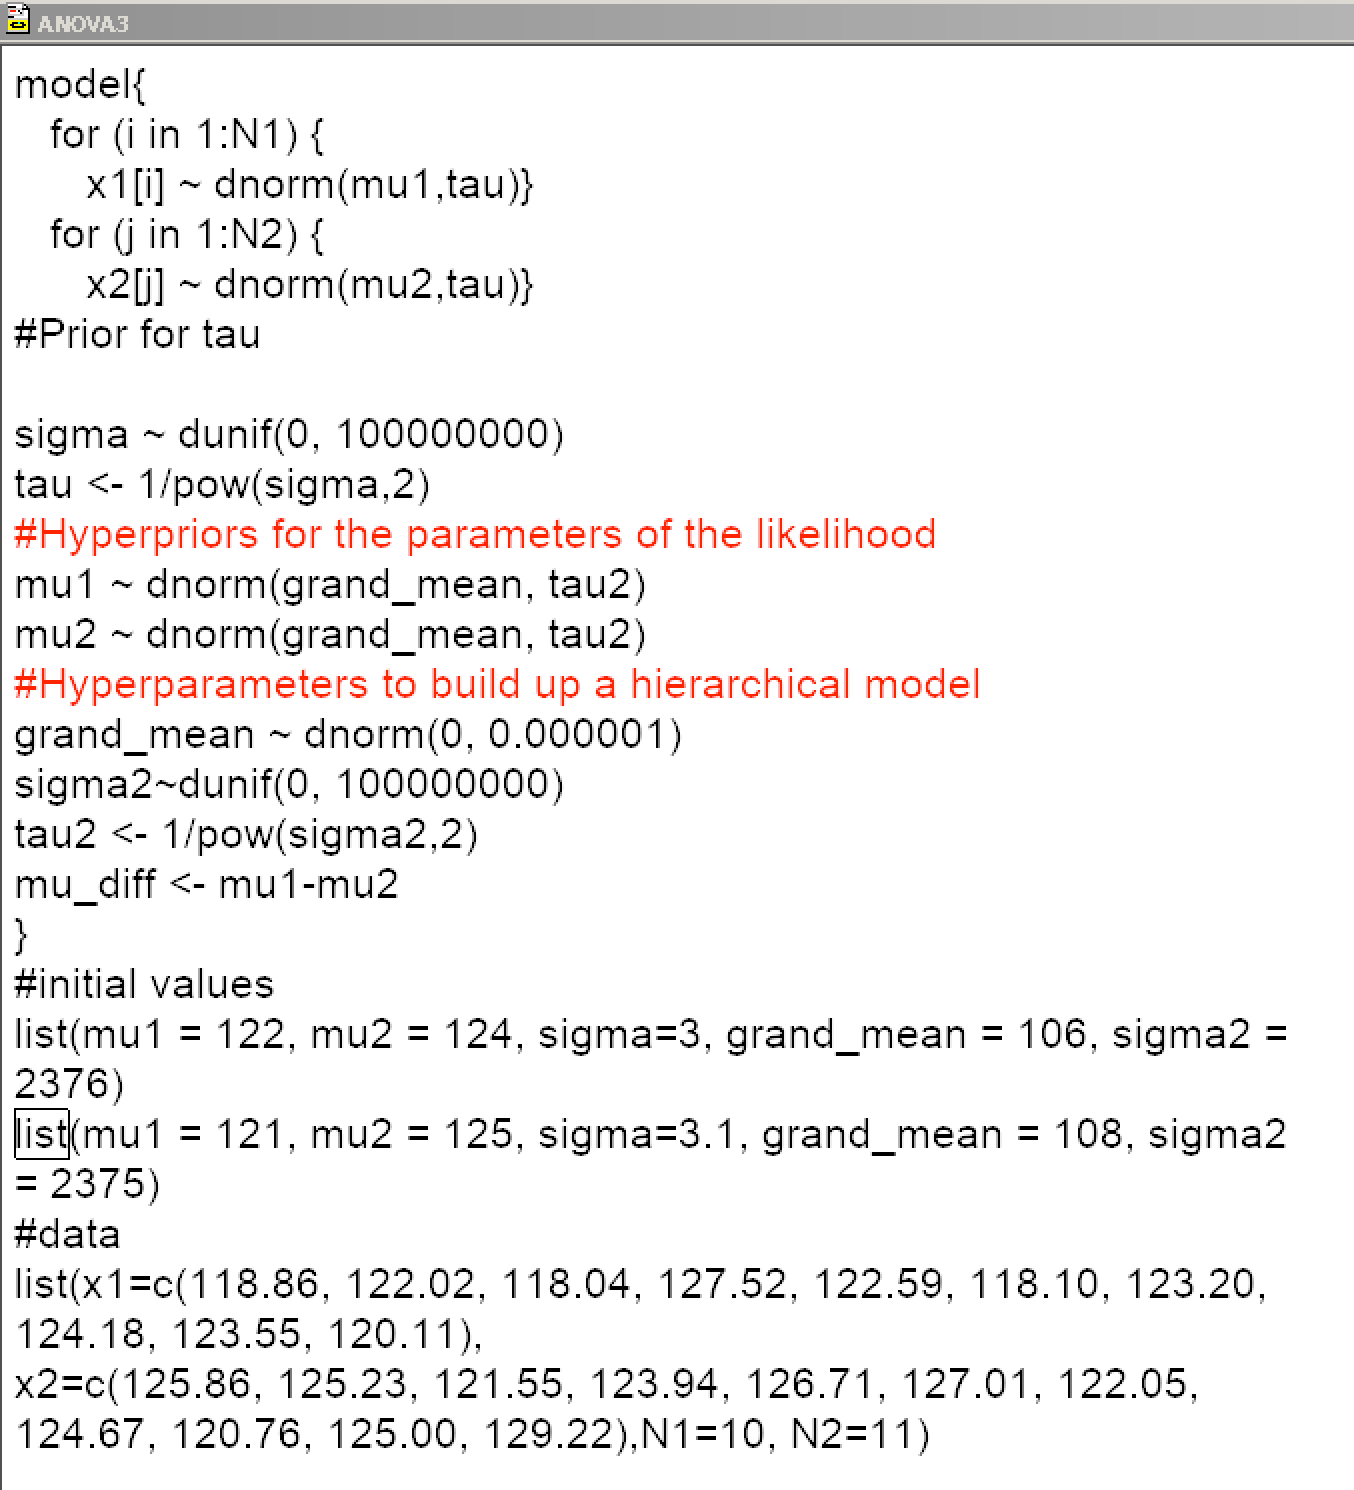 ANOVA3
model{
for (i in 1:N1) {
x1[i] ~ dnorm(mu1,tau)}
for (j in 1:N2) {
x2[j] ~ dnorm(mu2,tau)}
#Prior for tau
sigma ~ dunif(0, 100000000)
tau <- 1/pow(sigma,2)
#Hyperpriors for the parameters of the likelihood
mu1 ~ dnorm(grand_mean, tau2)
mu2 ~ dnorm(grand_mean, tau2)
#Hyperparameters to build up a hierarchical model
grand_mean ~ dnorm(0, 0.000001)
sigma2~dunif(0, 100000000)
tau2 <- 1/pow(sigma2,2)
mu_diff <- mu1-mu2
}
#initial values
list(mu1 = 122, mu2 = 124, sigma=3, grand_mean = 106, sigma2 =
2376)
list(mu1 = 121, mu2 = 125, sigma=3.1, grand_mean = 108, sigma2
= 2375)
#data
list(x1=c(118.86, 122.02, 118.04, 127.52, 122.59, 118.10, 123.20,
124.18, 123.55, 120.11),
x2=c(125.86, 125.23, 121.55, 123.94, 126.71, 127.01, 122.05,
124.67, 120.76, 125.00, 129.22),N1=10, N2=11)